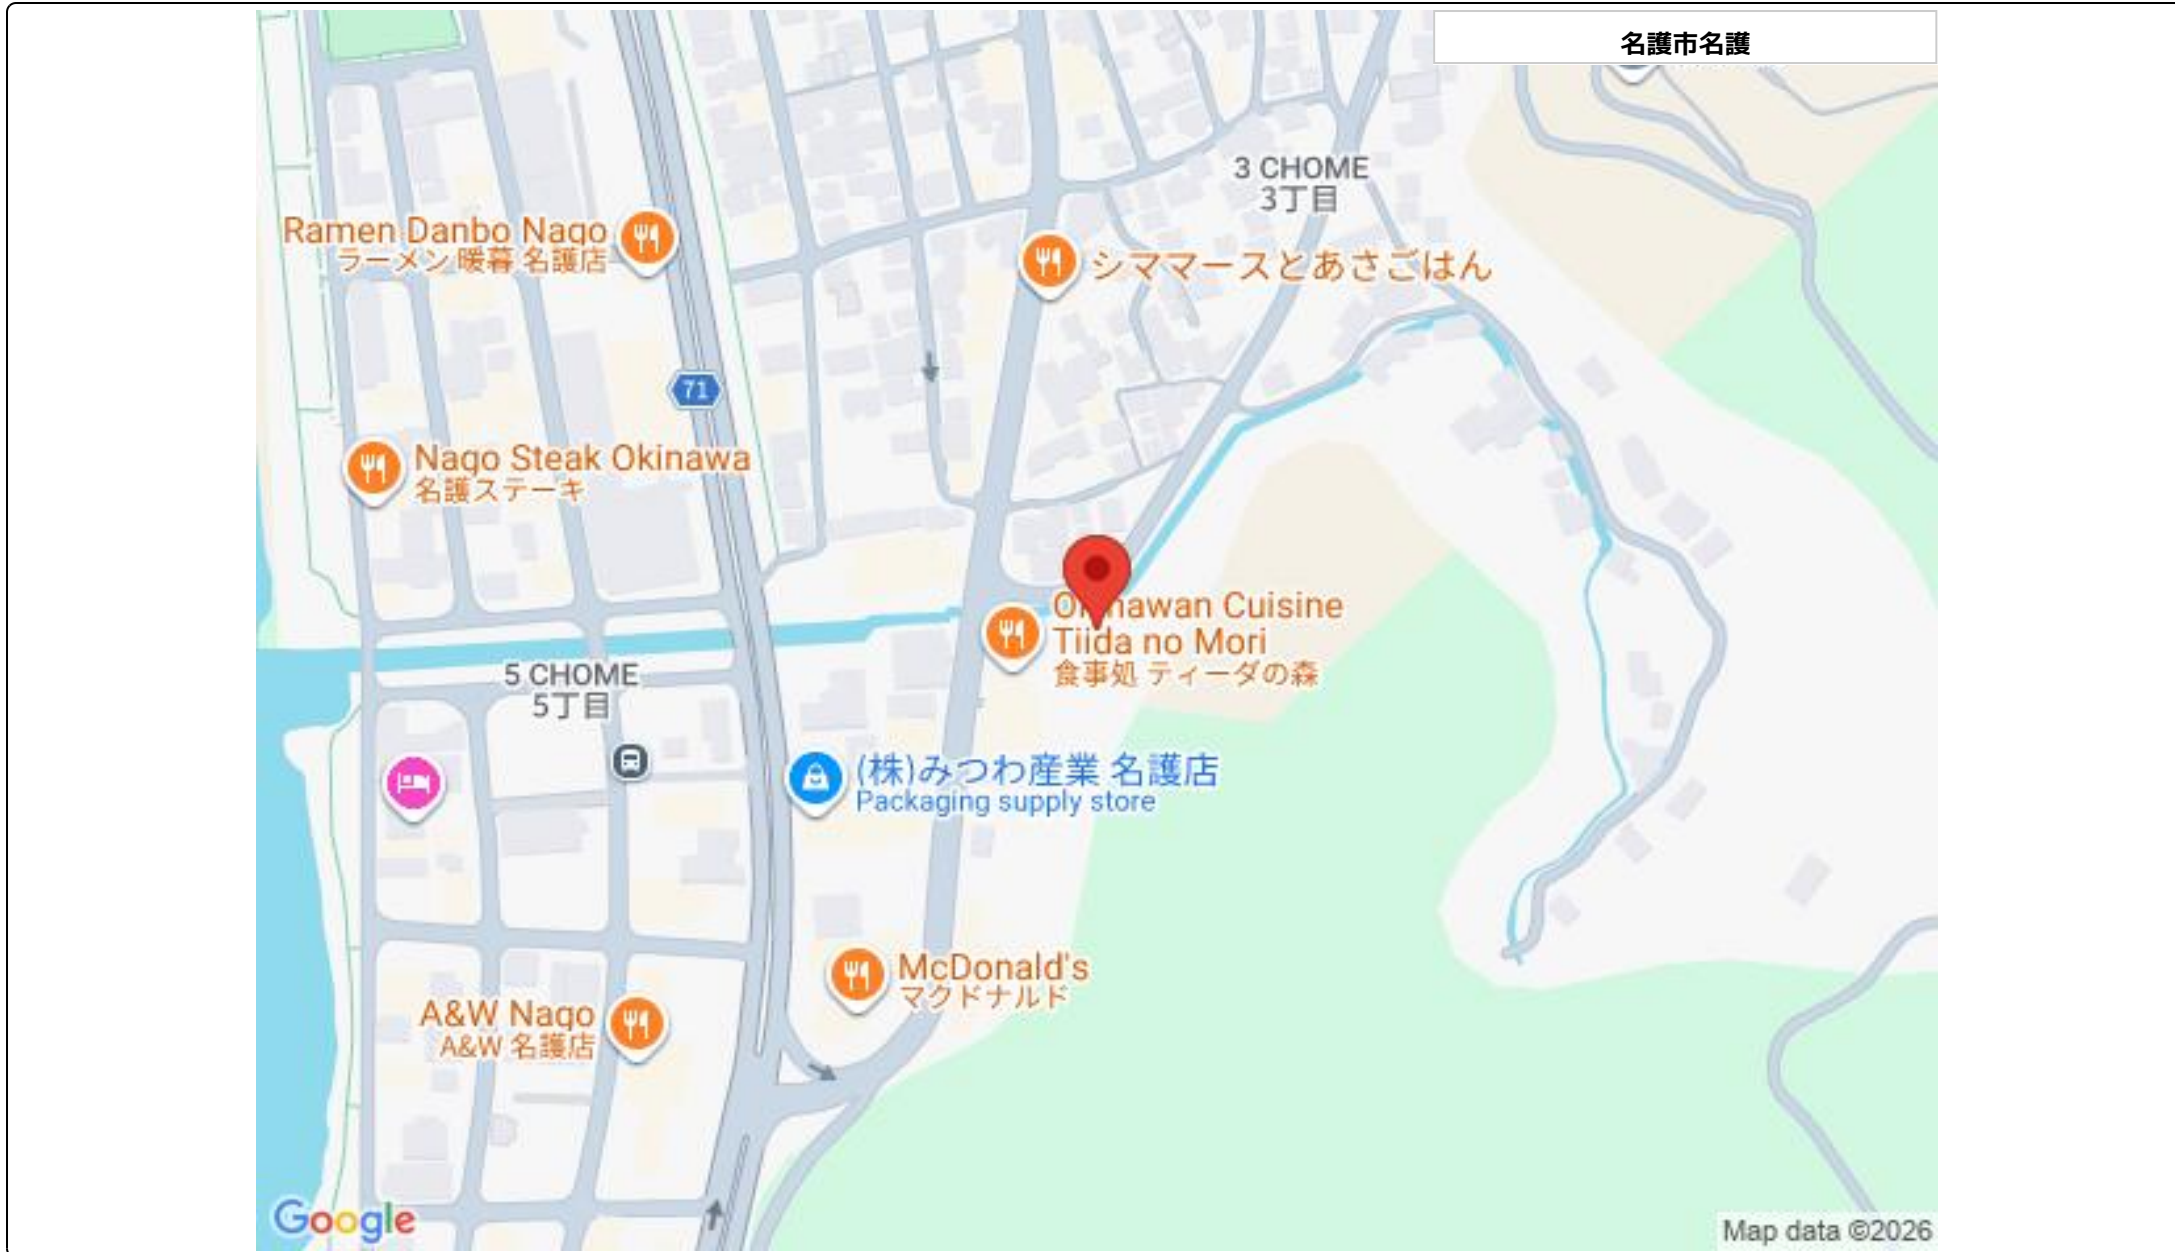 名護市名護
3 CHOME
3丁目
Ramen Danbo Nago
ラーメン 暖暮 名護店
シママースとあさごはん
71
Nago Steak Okinawa
名護ステーキ
Okinawan Cuisine
Tiida no Mori
食事処 ティーダの森
5 CHOME
5丁目
(株)みつわ産業 名護店
Packaging supply store
McDonald's
マクドナルド
A&W Nago
A&W 名護店
Google
Map data ©2026